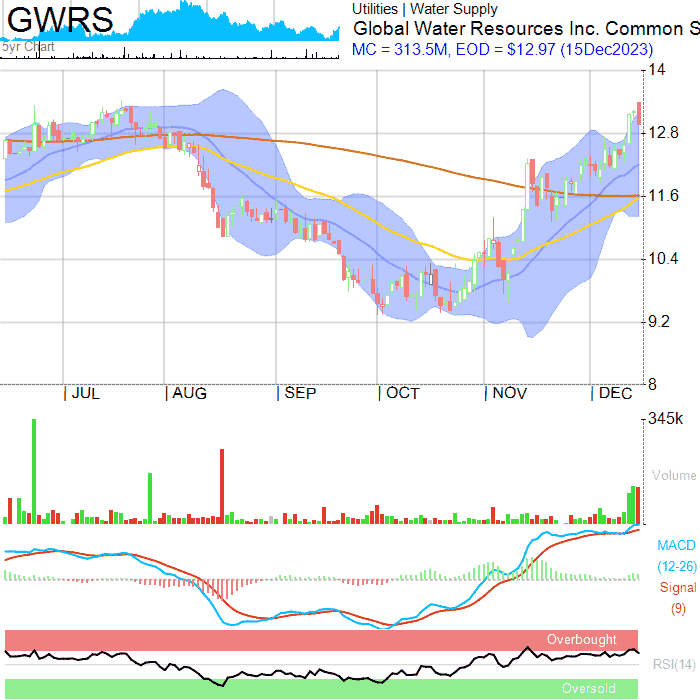 GWRS
5yr Chart
Utilities | Water Supply
Global Water Resources Inc. Common S
MC = 313.5M, EOD = $12.97 (15Dec2023)
14
12.8
11.6
10.4
9.2
8
JUL AUG SEP OCT NOV DEC
345k
Volume
MACD
(12-26)
Signal
(9)
Overbought
RSI(14)
Oversold